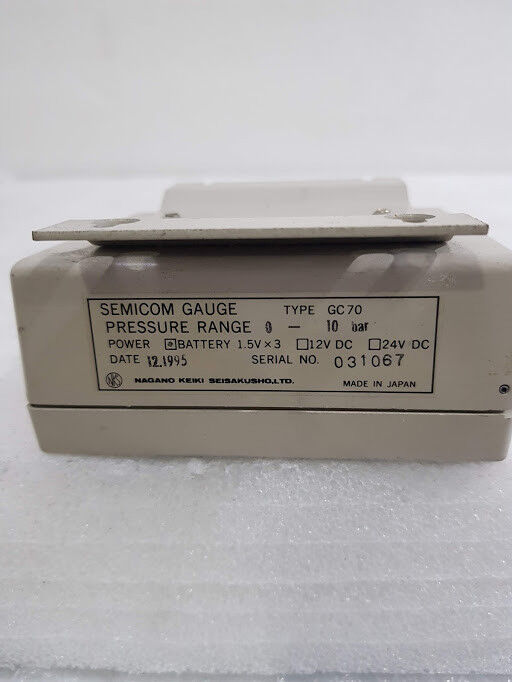 SEMICOM GAUGE TYPE GC70
PRESSURE RANGE 0 — 10 bar
POWER ☒BATTERY 1.5V×3 ☐12V DC ☐24V DC
DATE 12.1995 SERIAL NO. 031067
NKS NAGANO KEIKI SEISAKUSHO,LTD. MADE IN JAPAN